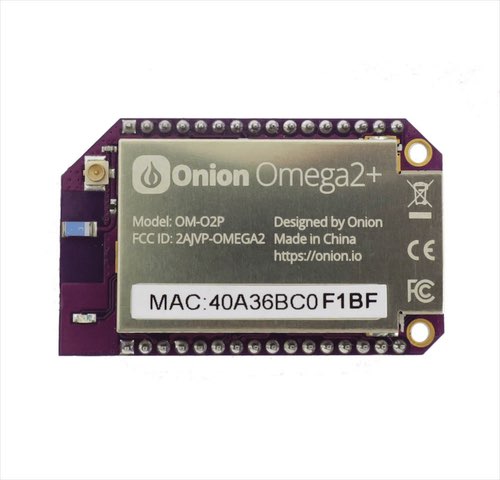 Onion Omega2+
Model: OM-O2P
FCC ID: 2AJVP-OMEGA2
Designed by Onion
Made in China
https://onion.io
CE
FC
MAC:40A36BC0F1BF